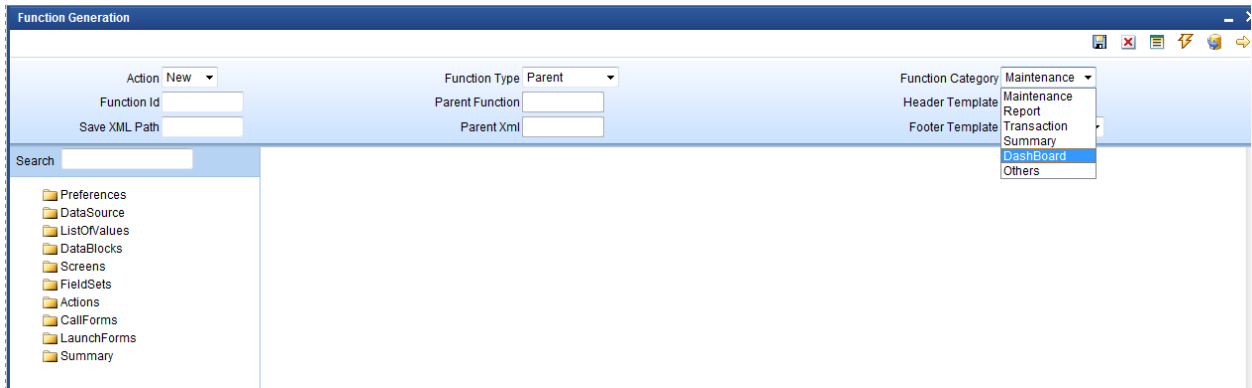 Function Generation
Action New Function Type Parent Function Category Maintenance
Function Id Parent Function Header Template
Save XML Path Parent Xml Footer Template
Maintenance
Report
Transaction
Summary
DashBoard
Others
Search
Preferences
DataSource
ListOfValues
DataBlocks
Screens
FieldSets
Actions
CallForms
LaunchForms
Summary